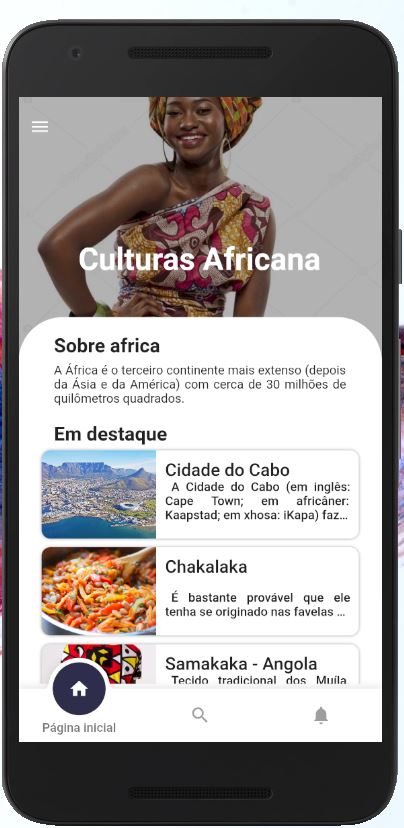 Culturas Africana
Sobre africa
A África é o terceiro continente mais extenso (depois
da Ásia e da América) com cerca de 30 milhões de
quilômetros quadrados.
Em destaque
Cidade do Cabo
A Cidade do Cabo (em inglês:
Cape Town; em africâner:
Kaapstad; em xhosa: iKapa) faz...
Chakalaka
É bastante provável que ele
tenha se originado nas favelas ...
Samakaka - Angola
Tecido tradicional dos Muíla,
Página inicial